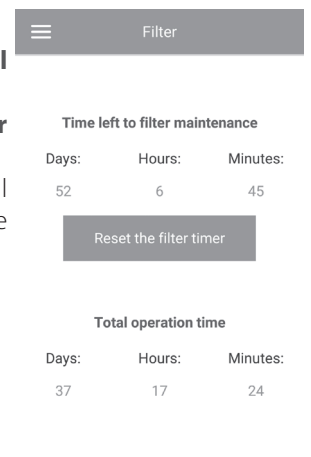 Filter
Time left to filter maintenance
Days: Hours: Minutes:
52 6 45
Reset the filter timer
Total operation time
Days: Hours: Minutes:
37 17 24